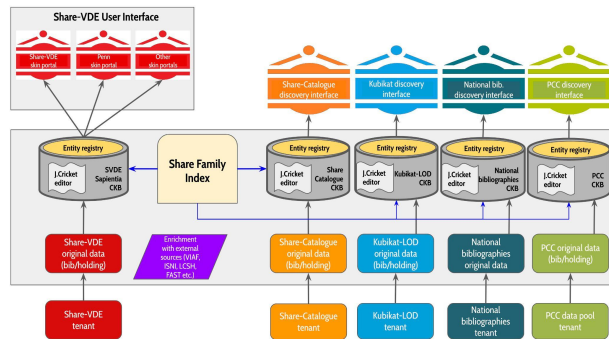 Share-VDE User Interface
Share-VDE
skin portal
Penn
skin portals
Other
skin portals
Share-Catalogue
discovery interface
Kubikat discovery
interface
National bib.
discovery interface
PCC discovery
interface
Entity registry
J.Cricket
editor
SVDE
Sapientia
CKB
Share Family
Index
Entity registry
J.Cricket
editor
Share
Catalogue
CKB
Entity registry
J.Cricket
editor
Kubikat-LOD
CKB
Entity registry
J.Cricket
editor
National
bibliographies
CKB
Entity registry
J.Cricket
editor
PCC
CKB
Share-VDE
original data
(bib/holding)
Enrichment
with external
sources (VIAF,
ISNI, LCSH,
FAST etc.)
Share-Catalogue
original data
(bib/holding)
Kubikat-LOD
original data
(bib/holding)
National
bibliographies
original data
PCC original data
(bib/holding)
Share-VDE
tenant
Share-Catalogue
tenant
Kubikat-LOD
tenant
National
bibliographies
tenant
PCC data pool
tenant